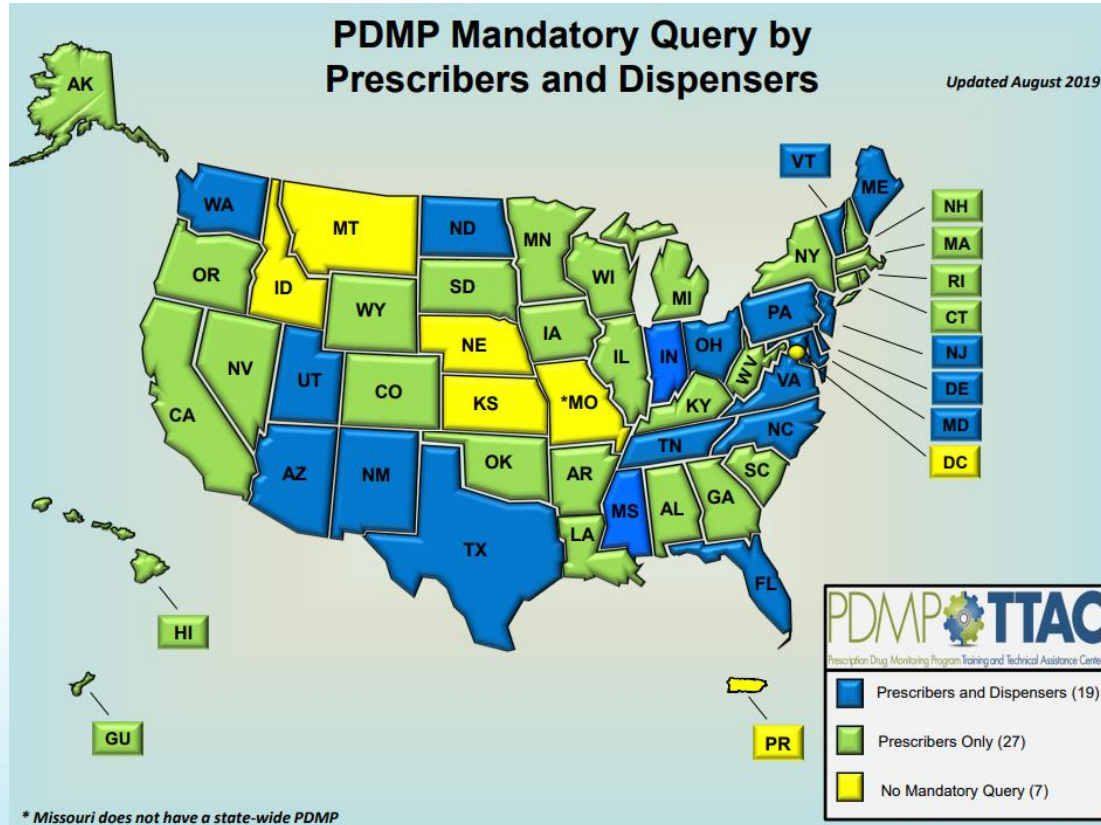 PDMP Mandatory Query by
Prescribers and Dispensers
Updated August 2019
AK
VT
ME
WA
MT
ND
MN
NH
MA
RI
CT
NJ
DE
MD
DC
OR
ID
WY
SD
WI
MI
NY
PA
NV
UT
CO
NE
IA
IL
IN
OH
WV
VA
CA
KS
*MO
KY
NC
AZ
NM
OK
AR
TN
SC
TX
LA
MS
AL
GA
FL
HI
GU
PR
PDMP TTAC
Prescription Drug Monitoring Program Training and Technical Assistance Cente
Prescribers and Dispensers (19)
Prescribers Only (27)
No Mandatory Query (7)
* Missouri does not have a state-wide PDMP